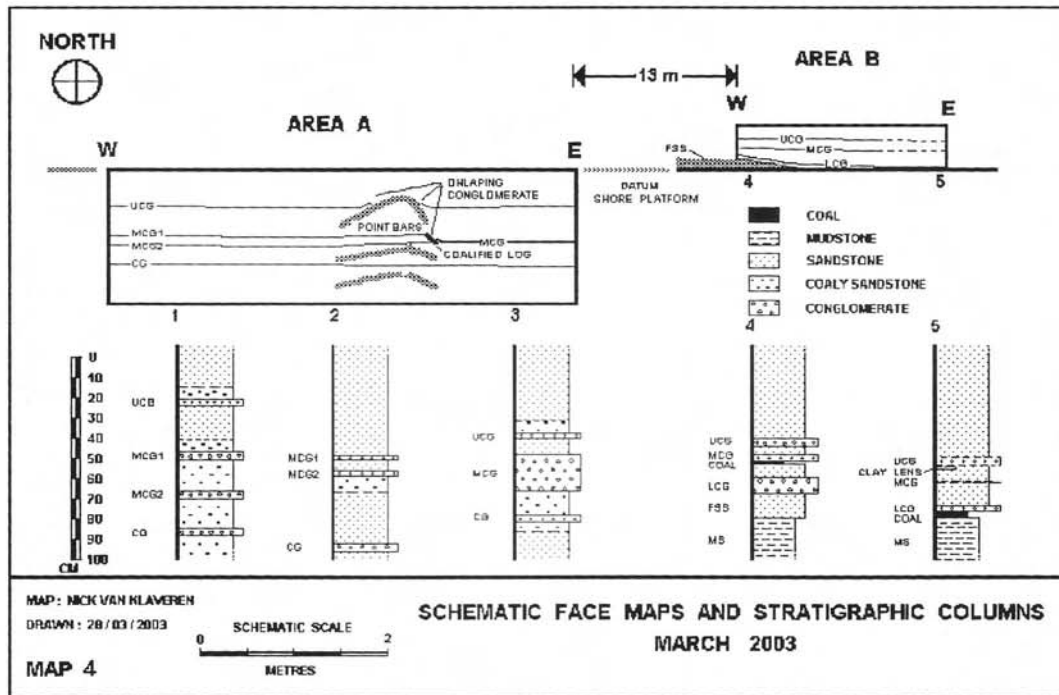 NORTH
AREA A
13 m
AREA B
W
E
W
E
UCG
MCG1
MCG2
CG
OHLAPING
CONGLOMERATE
POINT BARS
MCG
COALIFIED LOG
DATUM
SHORE PLATFORM
FSS
UCG
MCG
LCG
4
5
COAL
MUDSTONE
SANDSTONE
COALY SANDSTONE
CONGLOMERATE
1
2
3
4
5
0
10
20
30
40
50
60
70
80
90
100
CM
UCB
MCG1
MCG2
CG
MCG1
MCG2
CG
UCG
MCG
CG
UCG
MCG
COAL
LCG
FSS
MS
UCG
CLAY LENS
MCG
LCG
COAL
MS
MAP : NICK VAN KLAVEREN
DRAWN : 28 / 03 / 2003
MAP 4
SCHEMATIC SCALE
0 2
METRES
SCHEMATIC FACE MAPS AND STRATIGRAPHIC COLUMNS
MARCH 2003